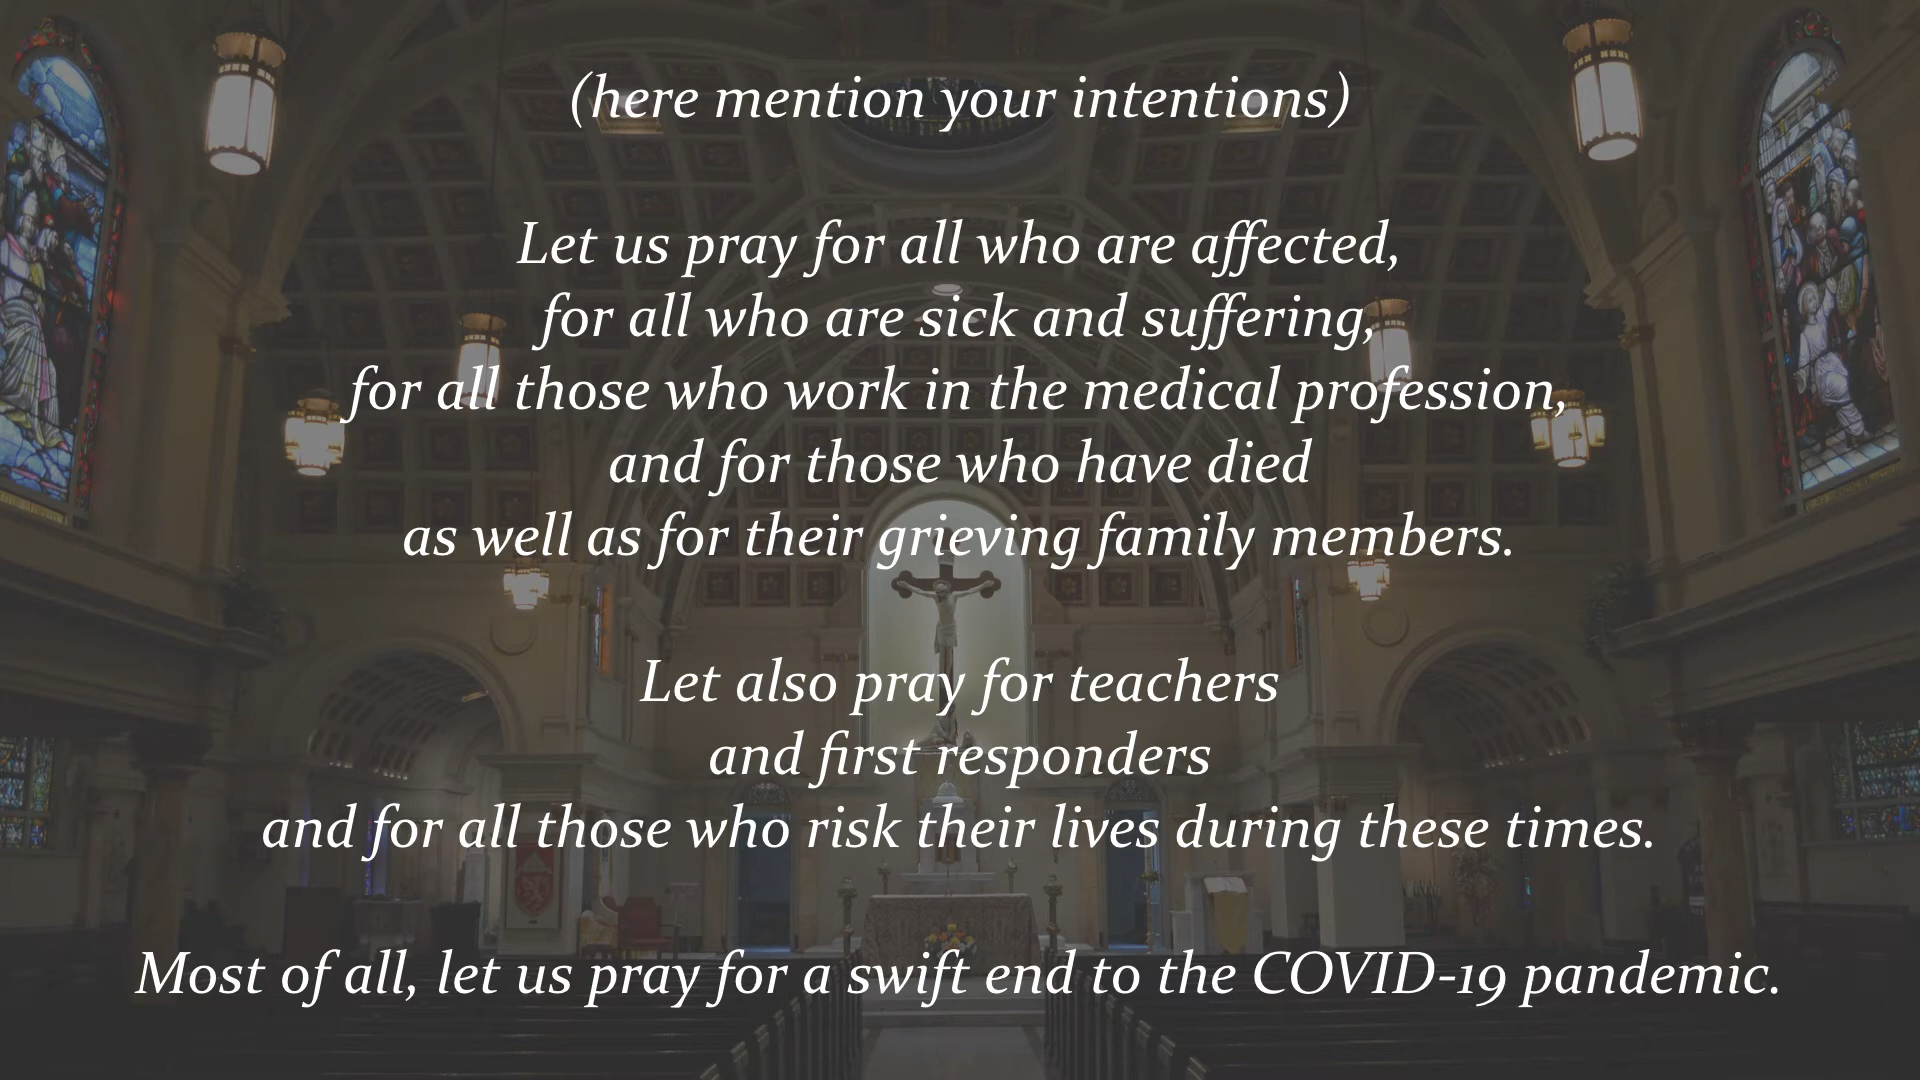 (here mention your intentions)
Let us pray for all who are affected,
for all who are sick and suffering,
for all those who work in the medical profession,
and for those who have died
as well as for their grieving family members.
Let also pray for teachers
and first responders
and for all those who risk their lives during these times.
Most of all, let us pray for a swift end to the COVID-19 pandemic.